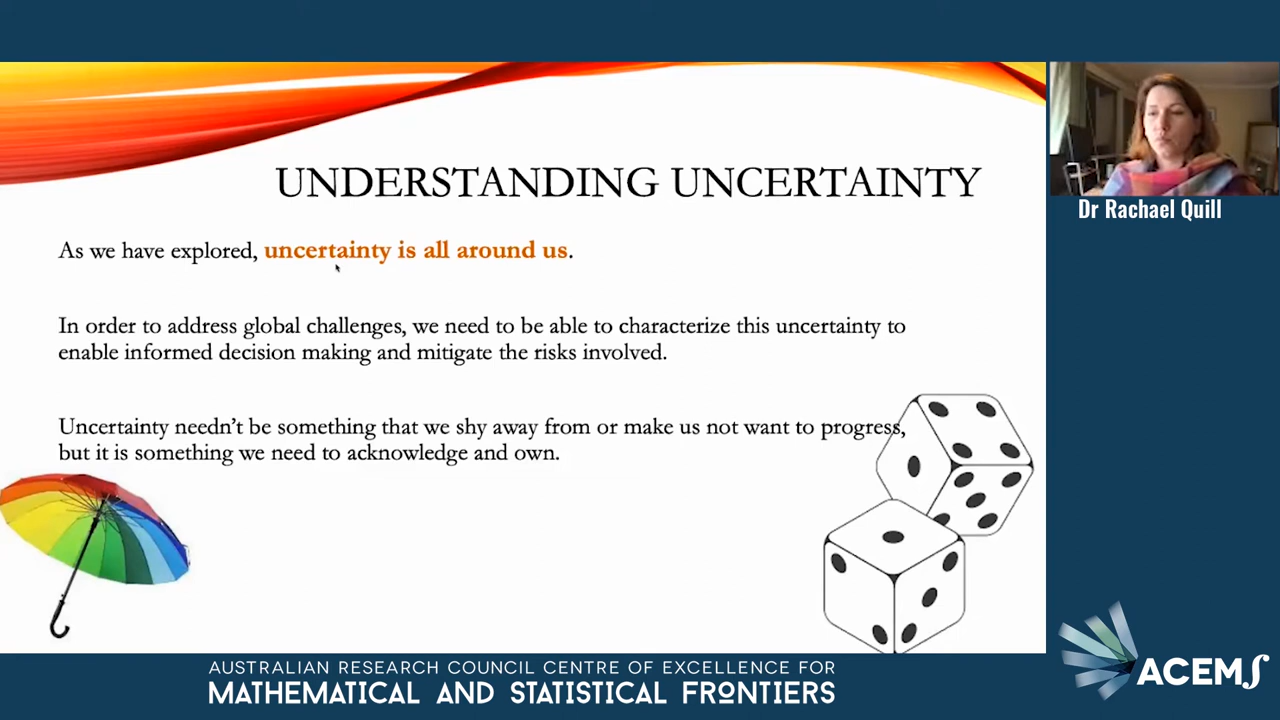 UNDERSTANDING UNCERTAINTY
As we have explored, uncertainty is all around us.
In order to address global challenges, we need to be able to characterize this uncertainty to
enable informed decision making and mitigate the risks involved.
Uncertainty needn't be something that we shy away from or make us not want to progress,
but it is something we need to acknowledge and own.
Dr Rachael Quill
AUSTRALIAN RESEARCH COUNCIL CENTRE OF EXCELLENCE FOR
MATHEMATICAL AND STATISTICAL FRONTIERS
ACEMS